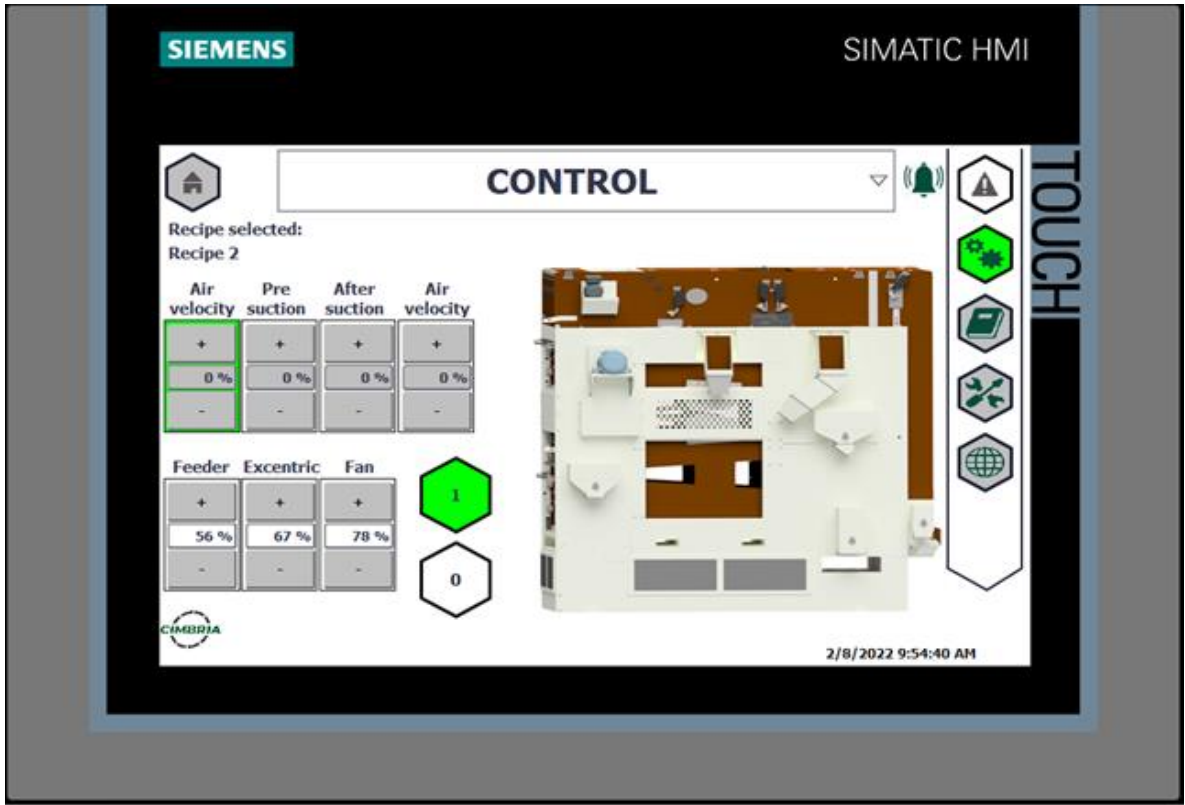 SIEMENS
SIMATIC HMI
TOUCH
CONTROL
Recipe selected:
Recipe 2
Air velocity
Pre suction
After suction
Air velocity
+ + + +
0 % 0 % 0 % 0 %
- - - -
Feeder Excentric Fan
+ + +
56 % 67 % 78 %
- - -
1
0
CIMBRIA
2/8/2022 9:54:40 AM